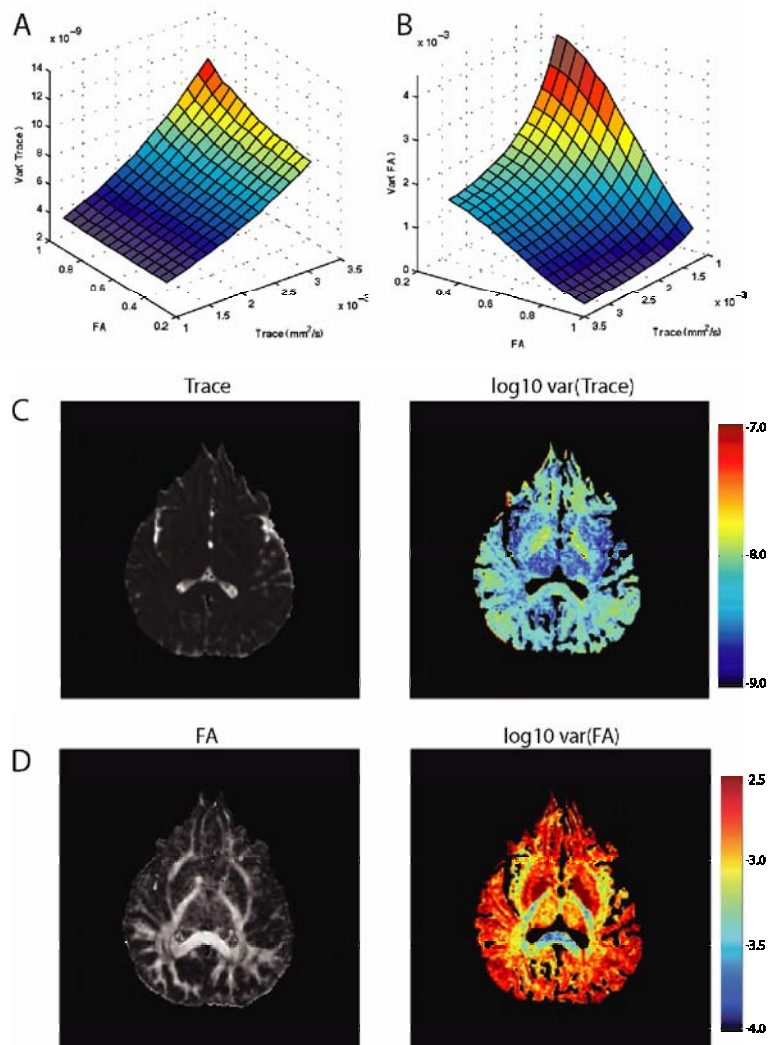 A
x 10⁻⁹
14
12
10
8
6
4
2
Var( Trace)
1
0.8
0.6
0.4
0.2
FA
1
1.5
2
2.5
3
3.5
x 10⁻³
Trace(mm²/s)
B
x 10⁻³
4
3
2
1
0
Var( FA)
0.2
0.4
0.6
0.8
1
FA
3.5
3
2.5
2
1.5
1
x 10⁻³
Trace(mm²/s)
C
Trace
log10 var(Trace)
-7.0
-8.0
-9.0
D
FA
log10 var(FA)
2.5
-3.0
-3.5
-4.0